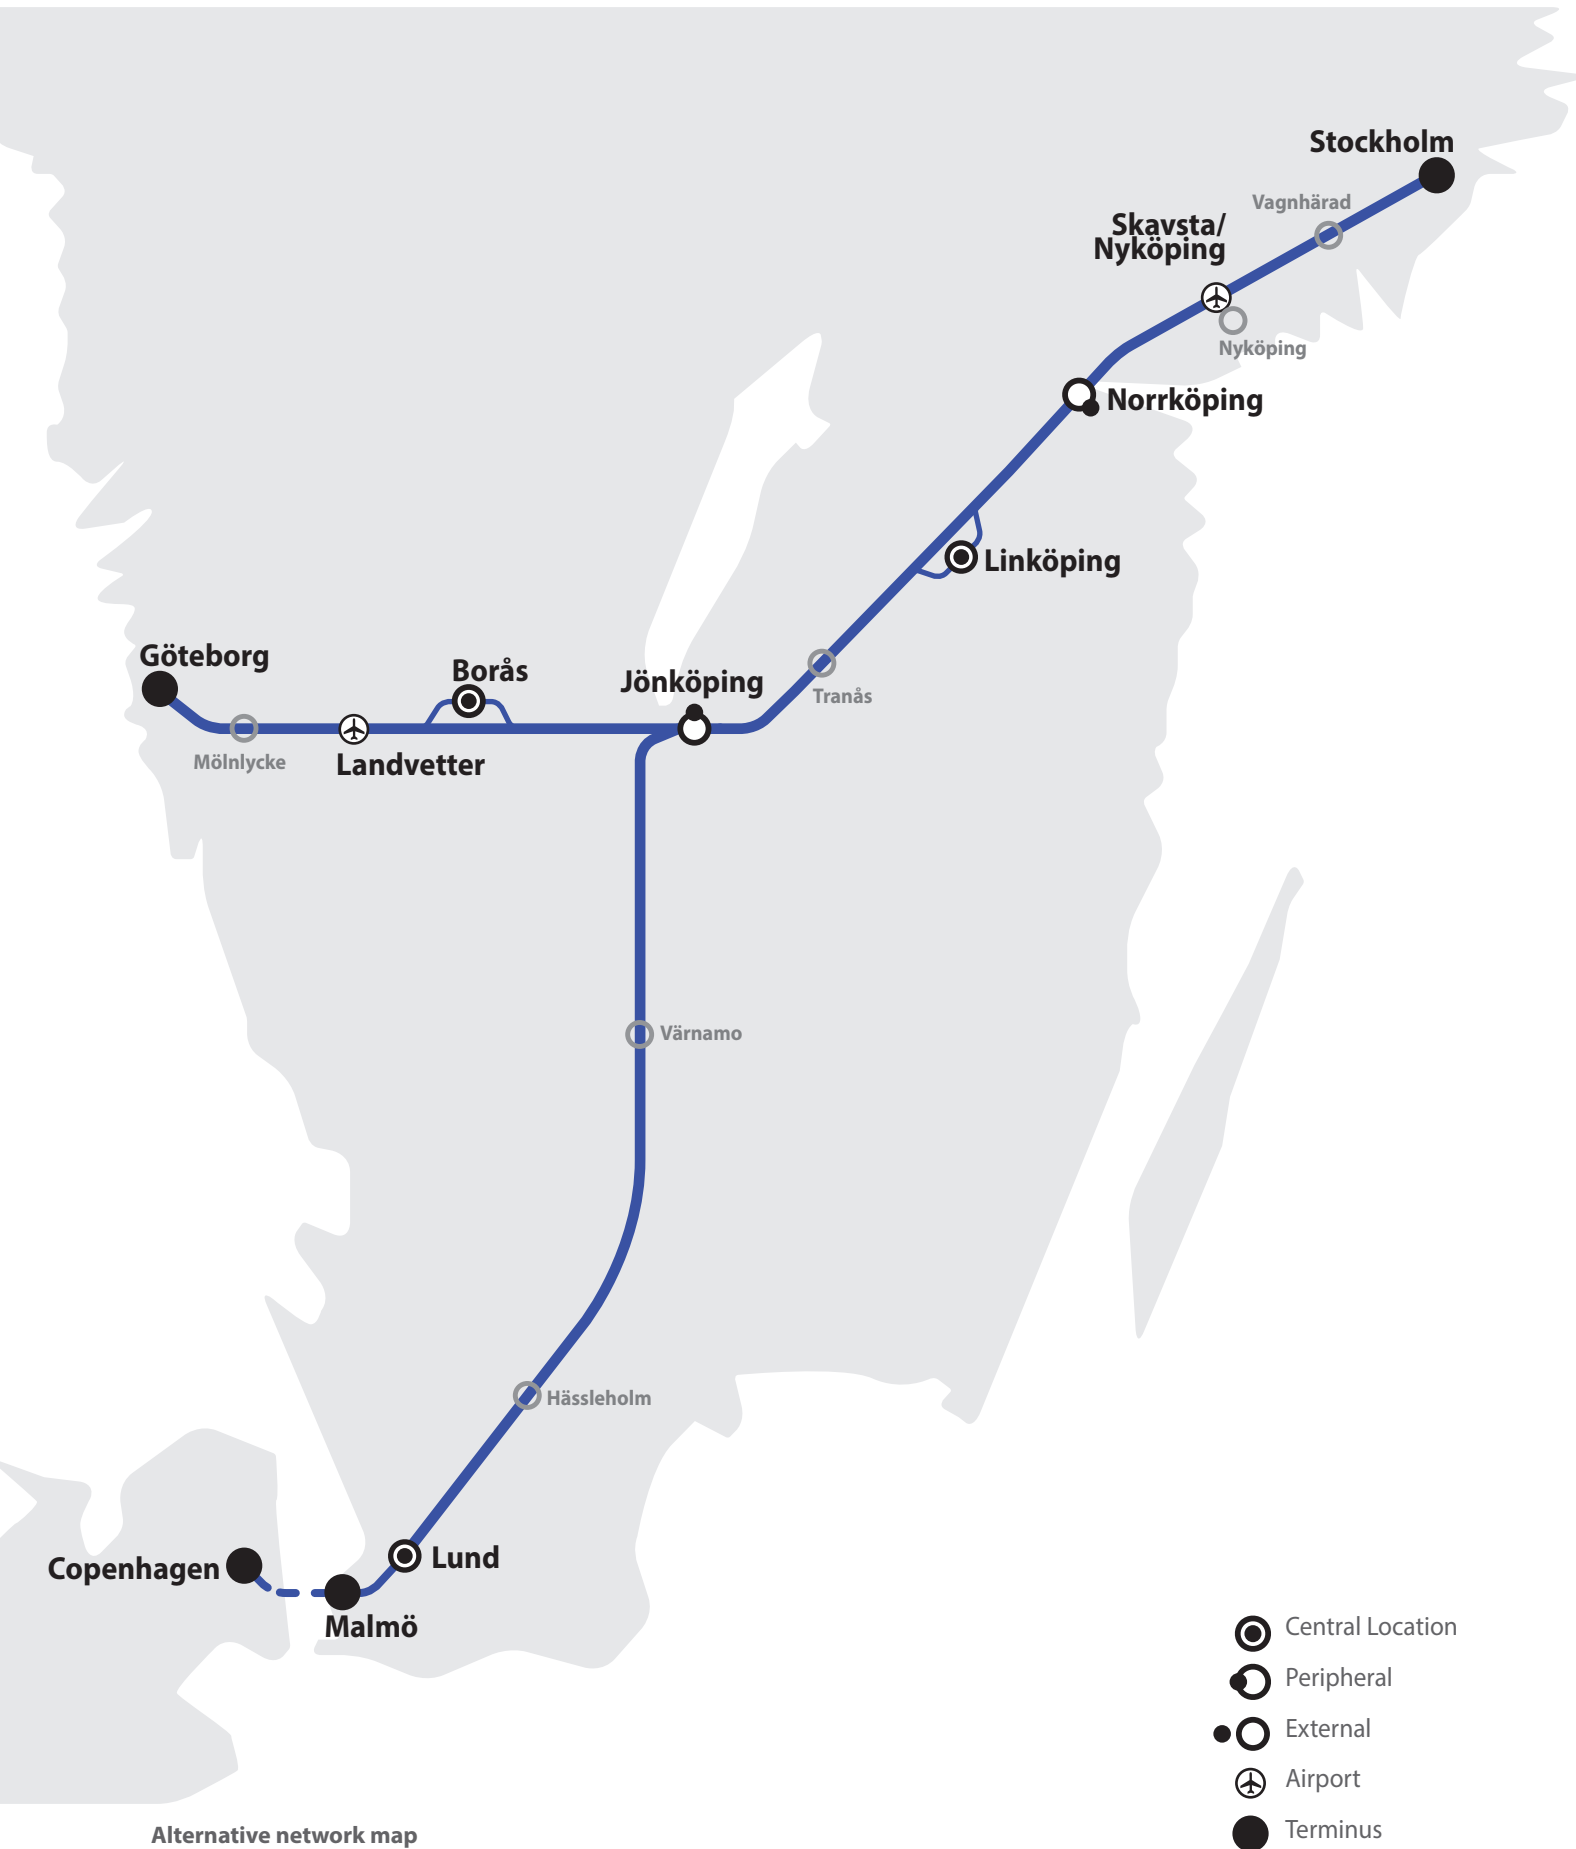 Stockholm
Vagnhärad
Skavsta/
Nyköping
Nyköping
Norrköping
Linköping
Göteborg
Borås
Jönköping
Tranås
Mölnlycke
Landvetter
Värnamo
Hässleholm
Lund
Copenhagen
Malmö
Central Location
Peripheral
External
Airport
Terminus
Alternative network map